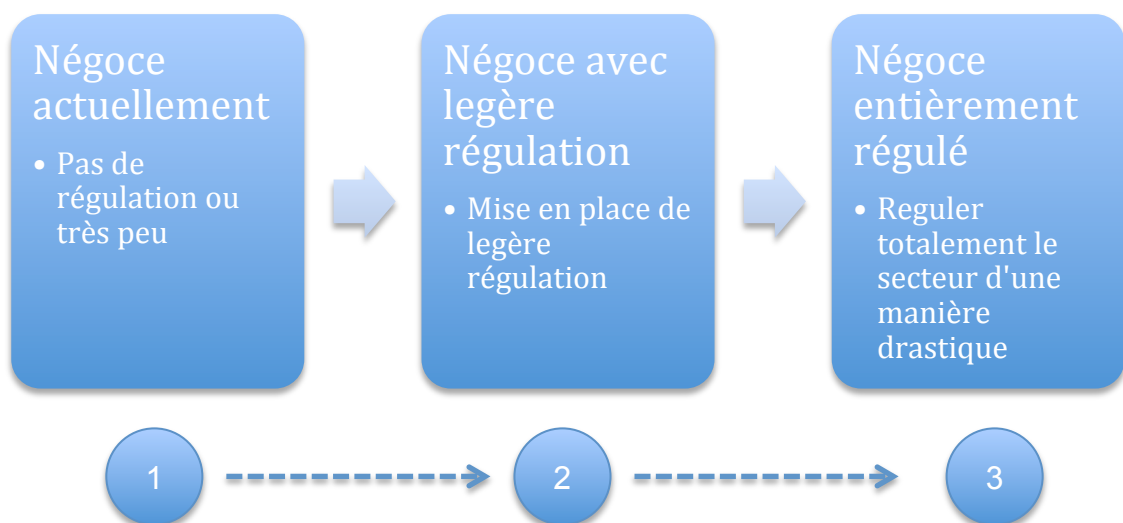 Négoce
actuellement
• Pas de
régulation ou
très peu
Négoce avec
legère
régulation
• Mise en place de
legère
régulation
Négoce
entièrement
régulé
• Reguler
totalement le
secteur d'une
manière
drastique
1
2
3